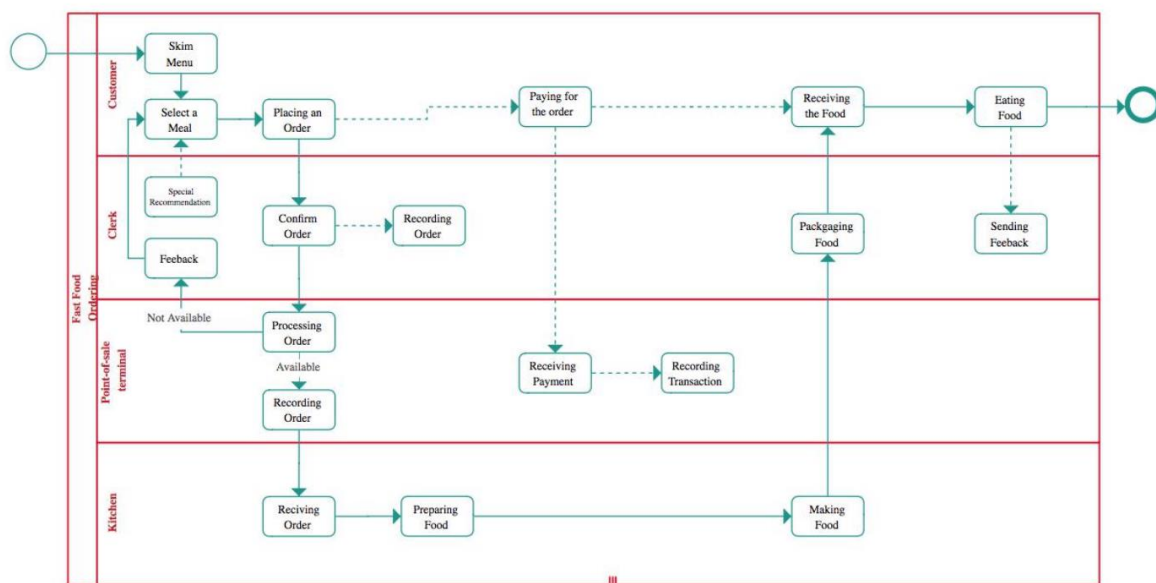 Fast Food
Ordering
Customer
Skim
Menu
Select a
Meal
Placing an
Order
Paying for
the order
Receiving
the Food
Eating
Food
Clerk
Special
Recommendation
Confirm
Order
Recording
Order
Packgaging
Food
Sending
Feeback
Feeback
Not Available
Point-of-sale
terminal
Processing
Order
Available
Receiving
Payment
Recording
Transaction
Recording
Order
Kitchen
Reciving
Order
Preparing
Food
Making
Food